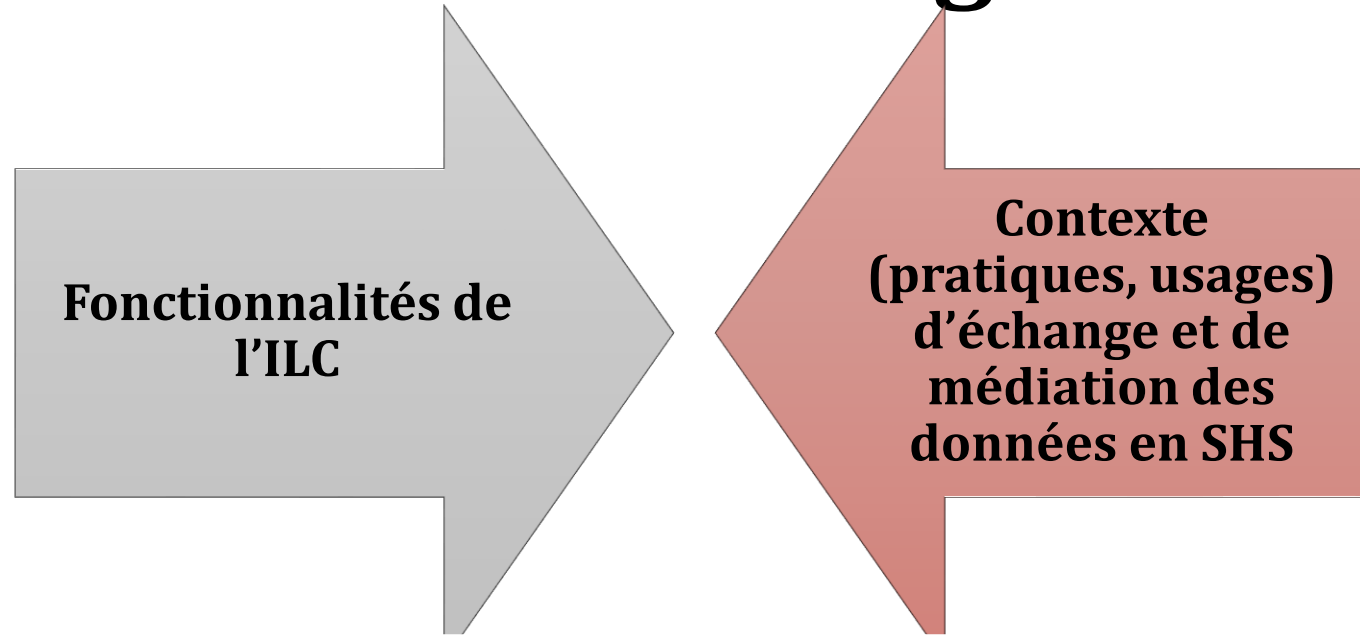 Fonctionnalités de
l’ILC
Contexte
(pratiques, usages)
d’échange et de
médiation des
données en SHS